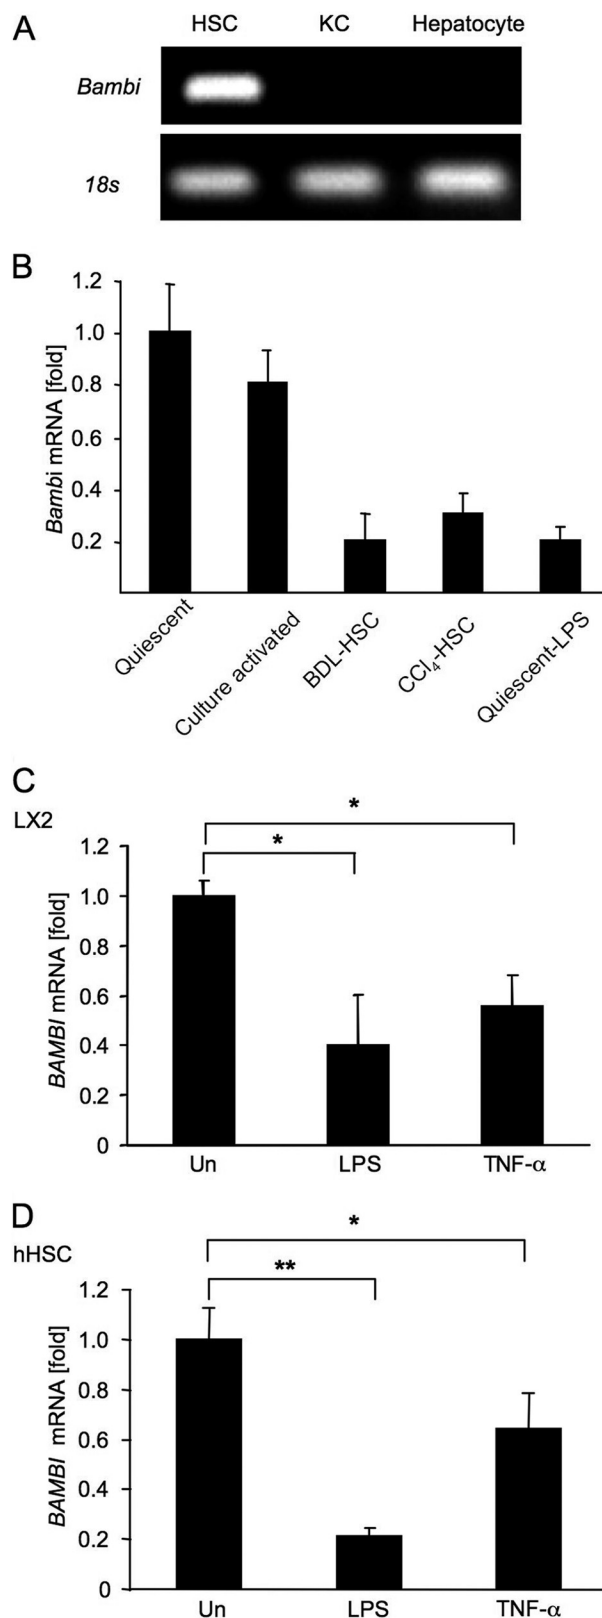 A
HSC KC Hepatocyte
Bambi
18s
B
Bambi mRNA [fold]
1.2
1.0
0.8
0.6
0.4
0.2
Quiescent
Culture activated
BDL-HSC
CCl4-HSC
Quiescent-LPS
C
LX2
BAMBI mRNA [fold]
* 
*
1.2
1.0
0.8
0.6
0.4
0.2
0
Un LPS TNF-α
D
hHSC
BAMBI mRNA [fold]
*
**
1.2
1.0
0.8
0.6
0.4
0.2
0
Un LPS TNF-α